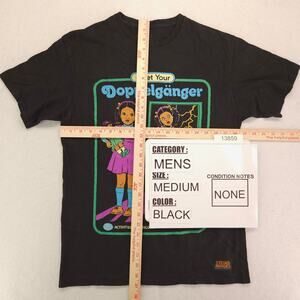 et Your
Doppelgänger
13859
CATEGORY :
MENS
SIZE :
MEDIUM
COLOR :
BLACK
CONDITION NOTES
NONE